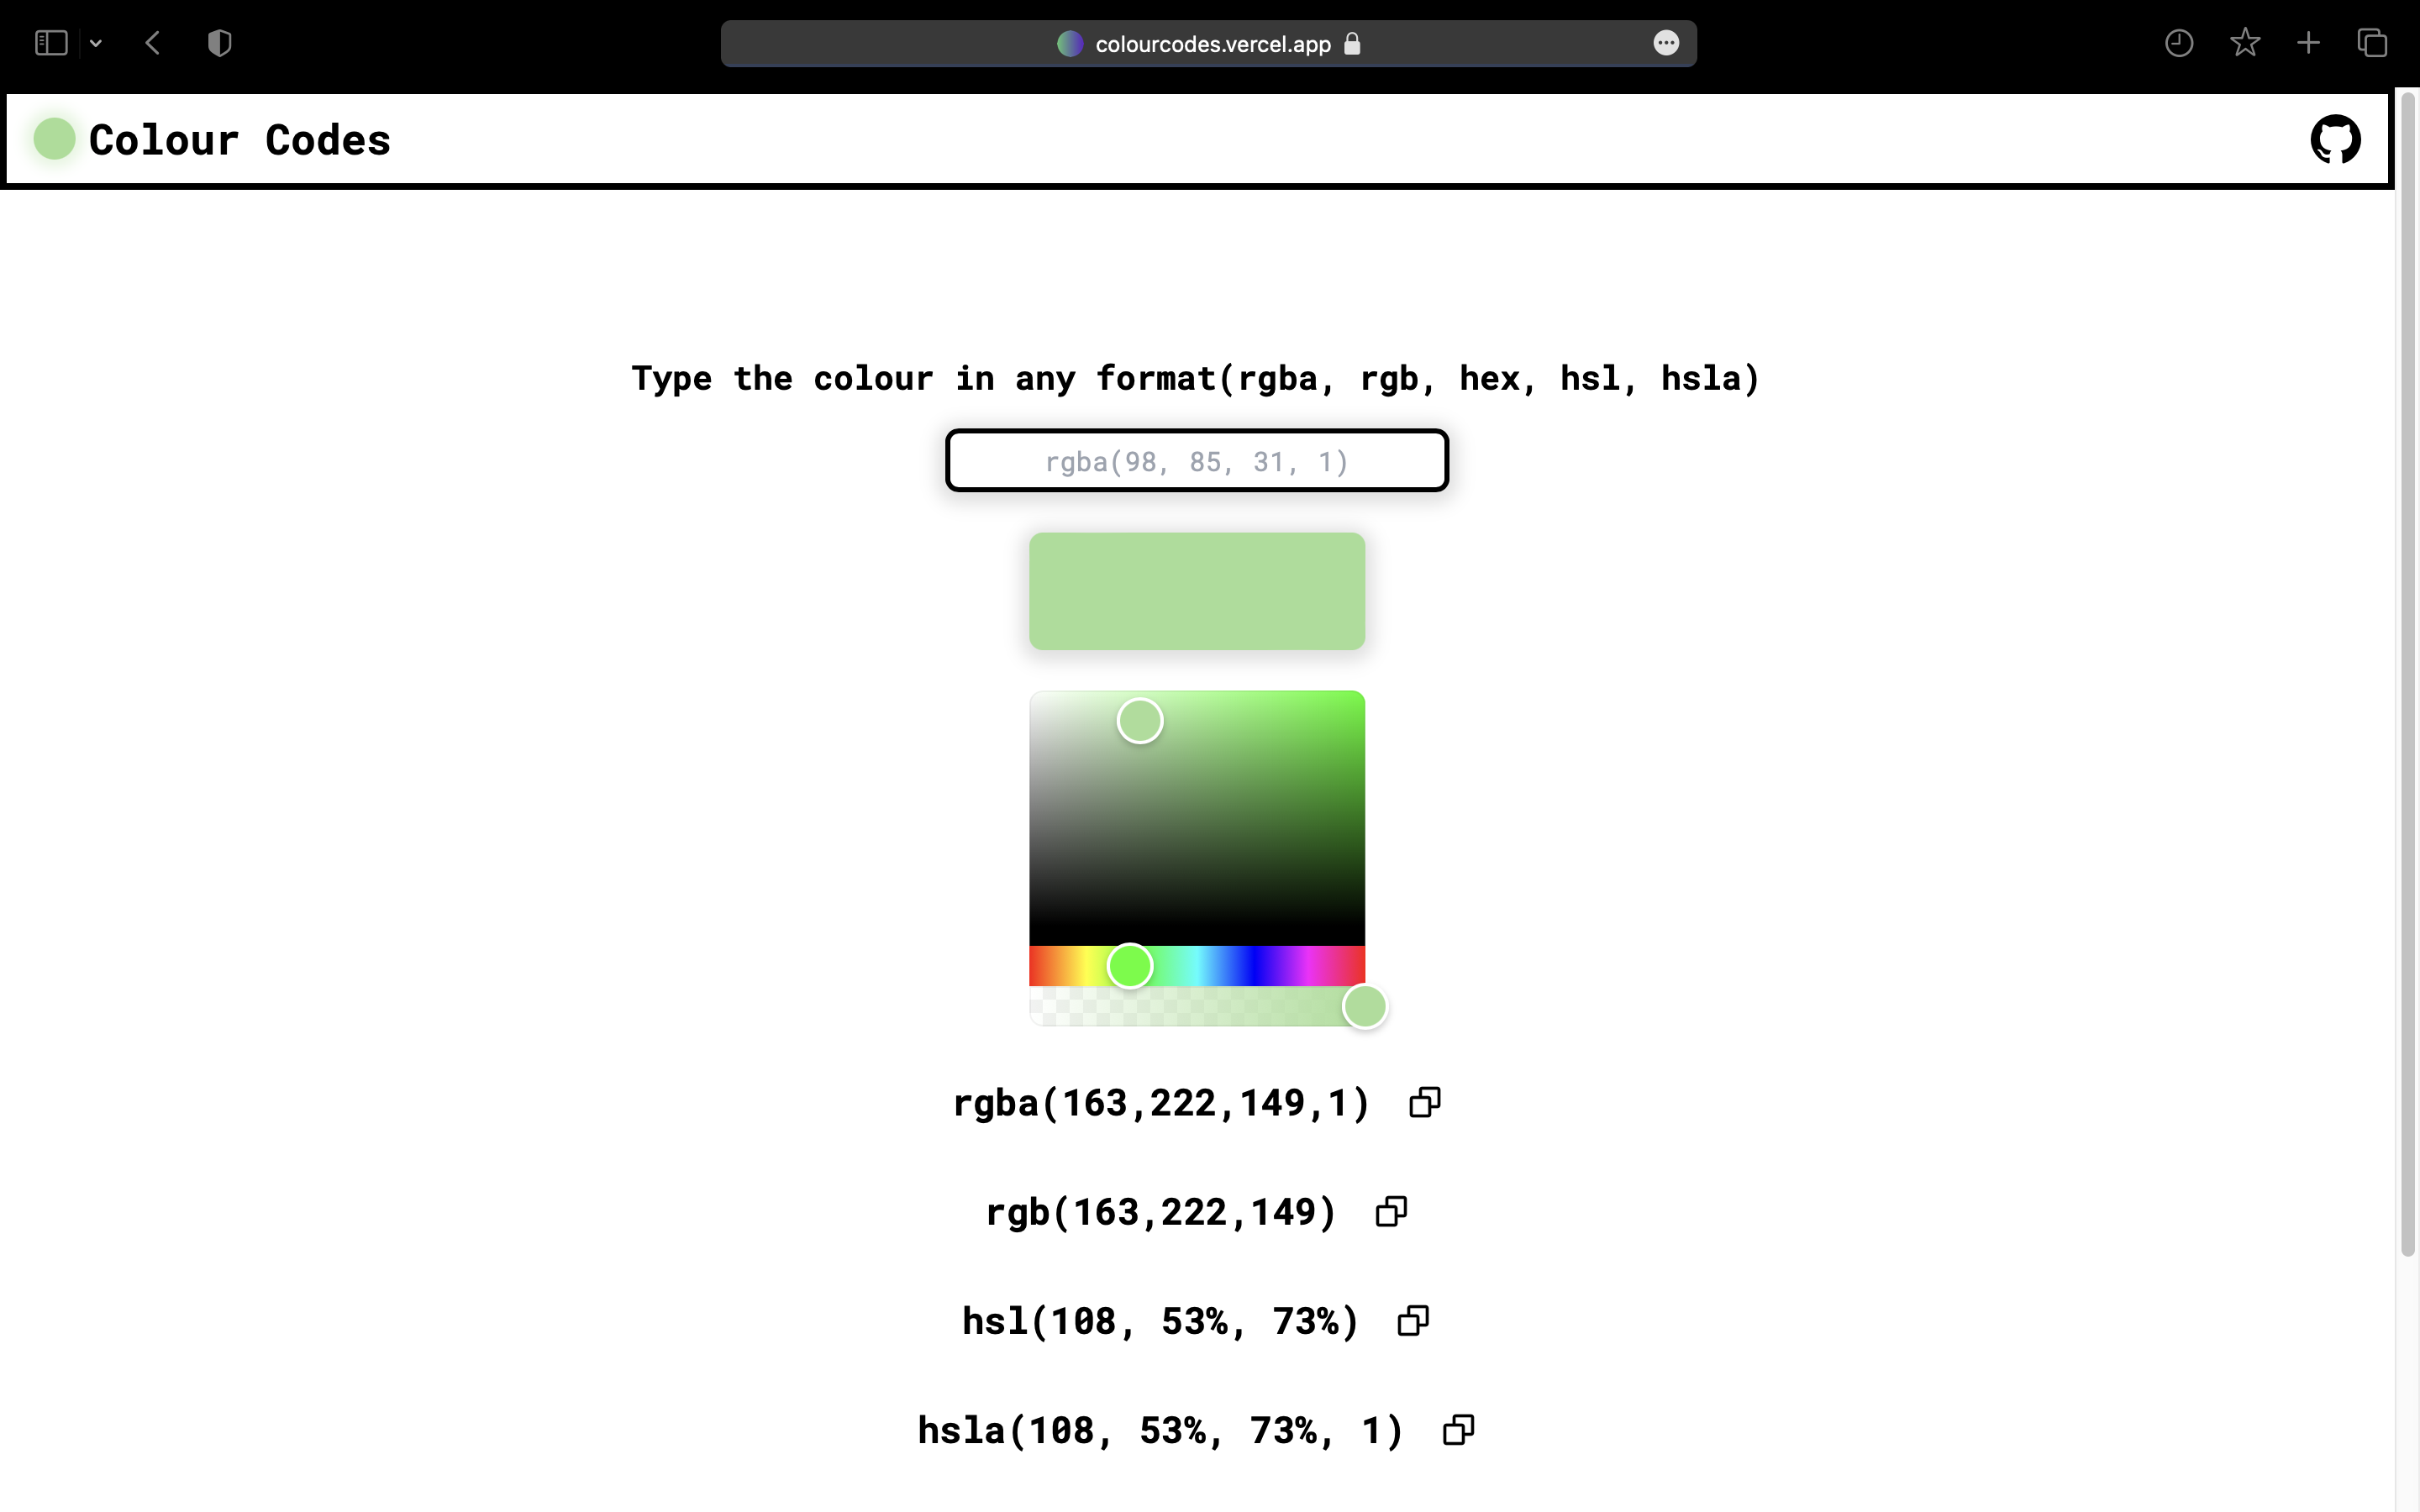 colourcodes.vercel.app
Colour Codes
Type the colour in any format(rgba, rgb, hex, hsl, hsla)
rgba(98, 85, 31, 1)
rgba(163,222,149,1)
rgb(163,222,149)
hsl(108, 53%, 73%)
hsla(108, 53%, 73%, 1)